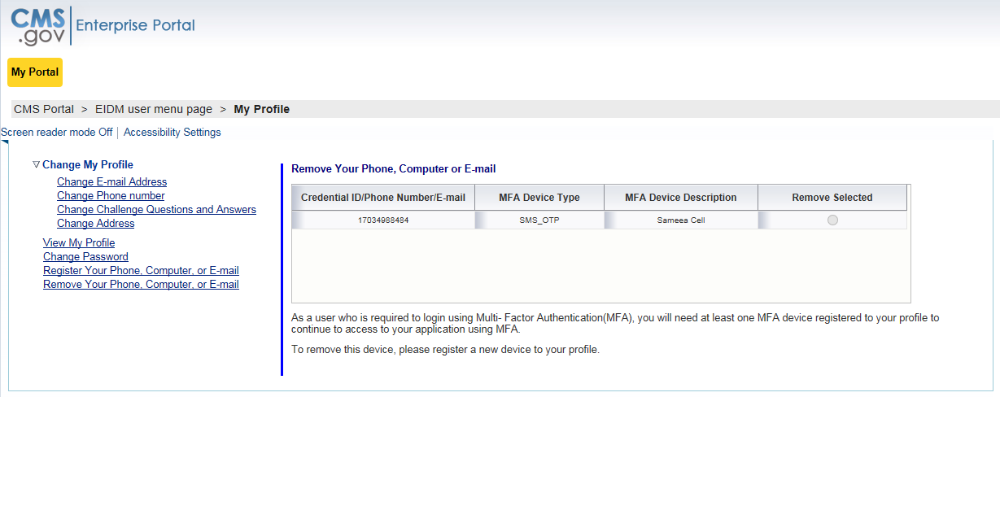 CMS
.gov
Enterprise Portal
My Portal
CMS Portal > EIDM user menu page > My Profile
Screen reader mode Off | Accessibility Settings
Change My Profile
Change E-mail Address
Change Phone number
Change Challenge Questions and Answers
Change Address
View My Profile
Change Password
Register Your Phone, Computer, or E-mail
Remove Your Phone, Computer, or E-mail
Remove Your Phone, Computer or E-mail
Credential ID/Phone Number/E-mail MFA Device Type MFA Device Description Remove Selected
17034988484 SMS_OTP Sameea Cell
As a user who is required to login using Multi- Factor Authentication(MFA), you will need at least one MFA device registered to your profile to
continue to access to your application using MFA.
To remove this device, please register a new device to your profile.